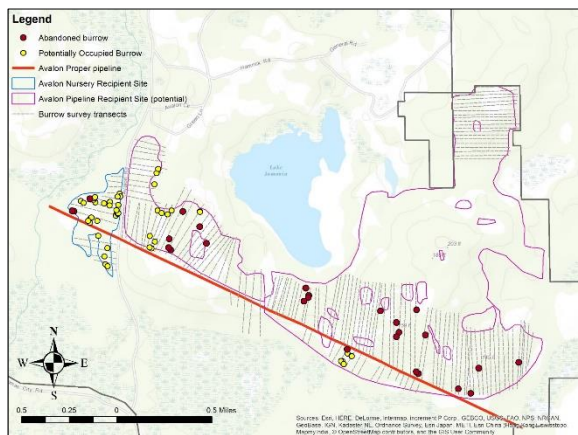 Legend
Abandoned burrow
Potentially Occupied Burrow
Avalon Proper pipeline
Avalon Nursery Recipient Site
Avalon Pipeline Recipient Site (potential)
Burrow survey transects
Lake
N
W
E
S
City Rd
0.5
0.25
0
0.5 Miles
Sources: Esri, HERE, DeLorme, Intermap, increment P Corp., GEBCO, USGS, FAO, NPS, NRCAN,
GeoBase, IGN, Kadaster NL, Ordnance Survey, Esri Japan, METI, Esri China (Hong Kong), swisstopo,
MapmyIndia, © OpenStreetMap contributors, and the GIS User Community